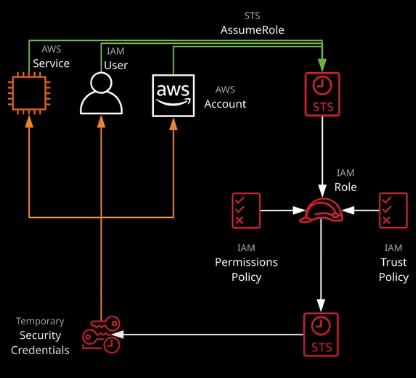 STS
AssumeRole
AWS
Service
IAM
User
aws
AWS
Account
STS
IAM
Role
IAM
Permissions
Policy
IAM
Trust
Policy
Temporary
Security
Credentials
STS